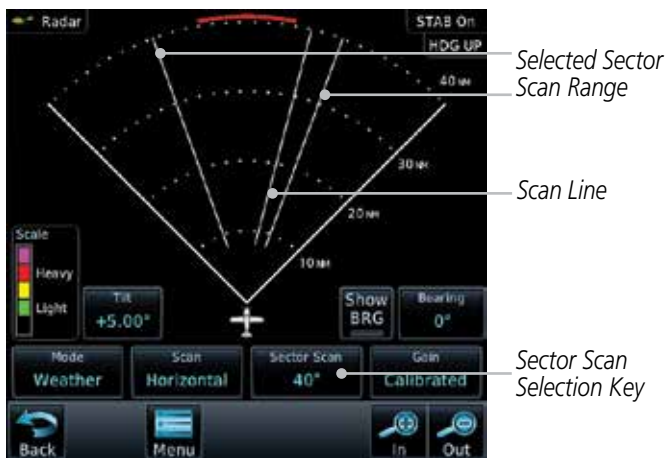 Radar
STAB On
HDG UP
Selected Sector
Scan Range
40 NM
30 NM
Scan Line
20 NM
Scale
Heavy
Light
10 NM
Tilt
+5.00°
Show
BRG
Bearing
0°
Mode
Weather
Scan
Horizontal
Sector Scan
40°
Gain
Calibrated
Sector Scan
Selection Key
Back
Menu
In
Out